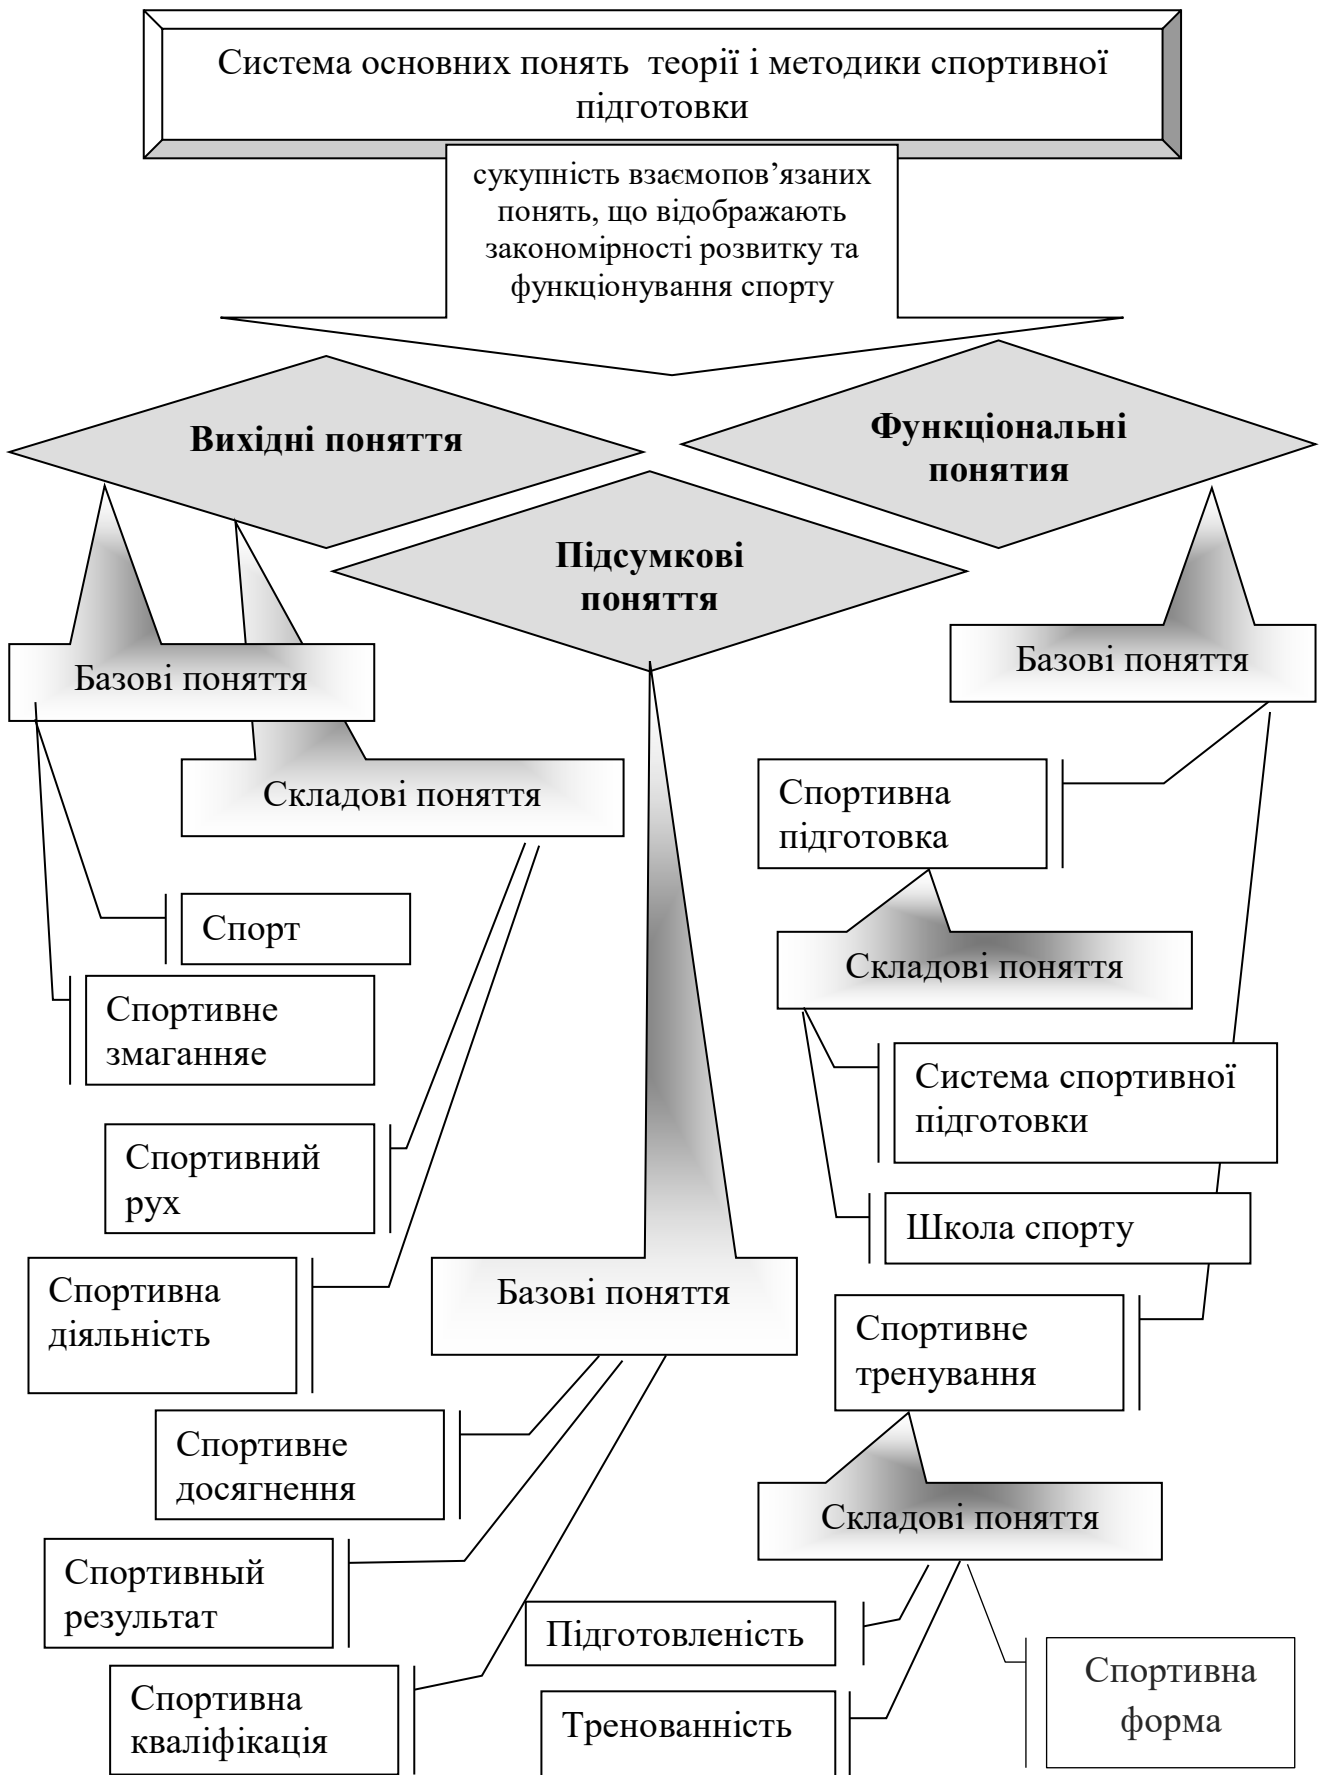 Система основних понять теорії і методики спортивної
підготовки
сукупність взаємопов’язаних
понять, що відображають
закономірності розвитку та
функціонування спорту
Вихідні поняття
Функціональні
понятия
Підсумкові
поняття
Базові поняття
Базові поняття
Складові поняття
Спортивна
підготовка
Спорт
Складові поняття
Спортивне
змаганняе
Система спортивної
підготовки
Спортивний
рух
Школа спорту
Спортивна
діяльність
Базові поняття
Спортивне
тренування
Спортивне
досягнення
Складові поняття
Спортивный
результат
Підготовленість
Спортивна
форма
Спортивна
кваліфікація
Тренованність